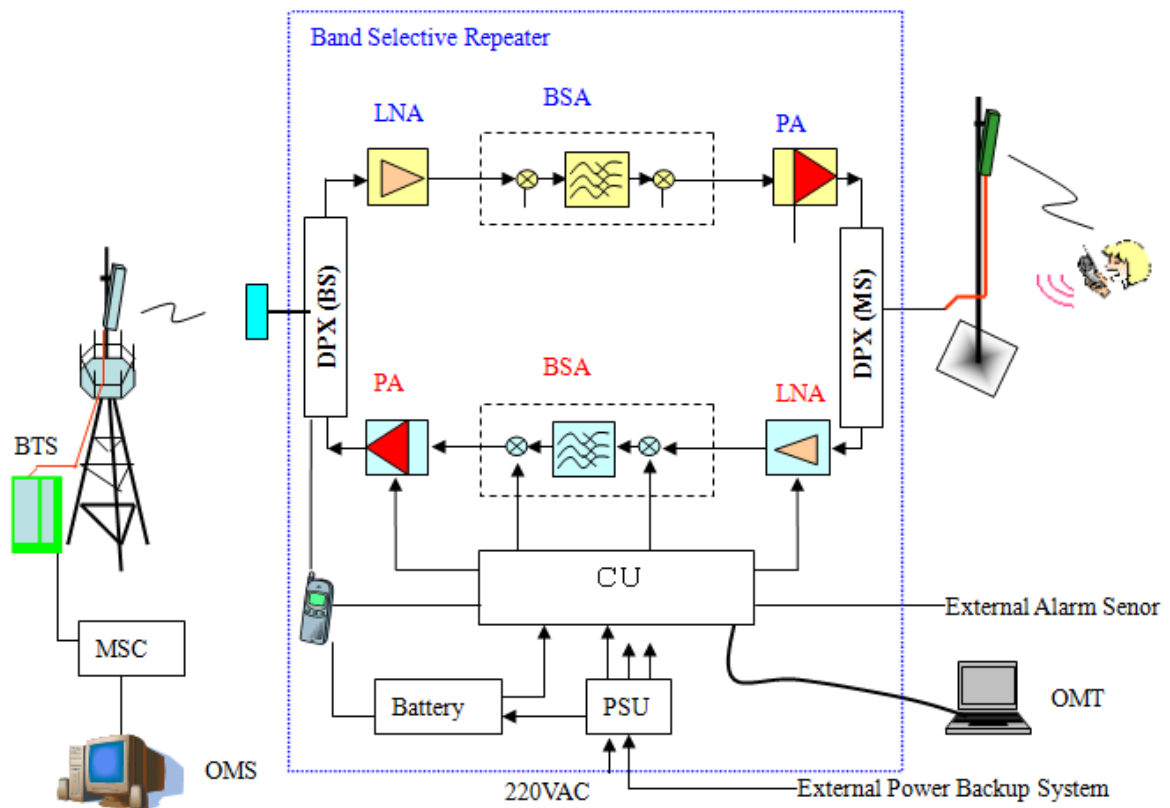 Band Selective Repeater
LNA
BSA
PA
DPX (BS)
DPX (MS)
PA
BSA
LNA
BTS
CU
External Alarm Senor
MSC
Battery
PSU
OMT
OMS
220VAC
External Power Backup System